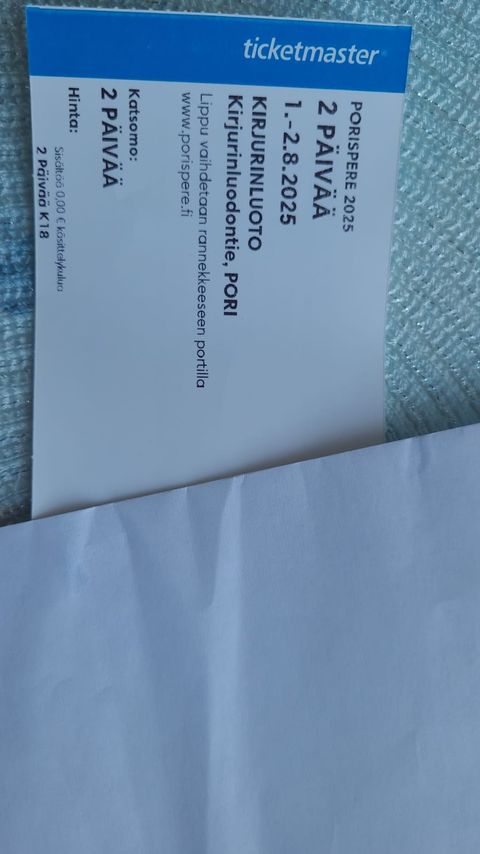 ticketmaster
PORISPERE 2025
2 PÄIVÄÄ
1.-2.8.2025
KIRJURINLUOTO
Kirjurinluodontie, PORI
Lippu vaihdetaan rannekkeeseen portilla
www.porispere.fi
Katsomo:
2 PÄIVÄÄ
Hinta:
Sisältöö 0,00 € käsittelykuluja
2 Päivää K18